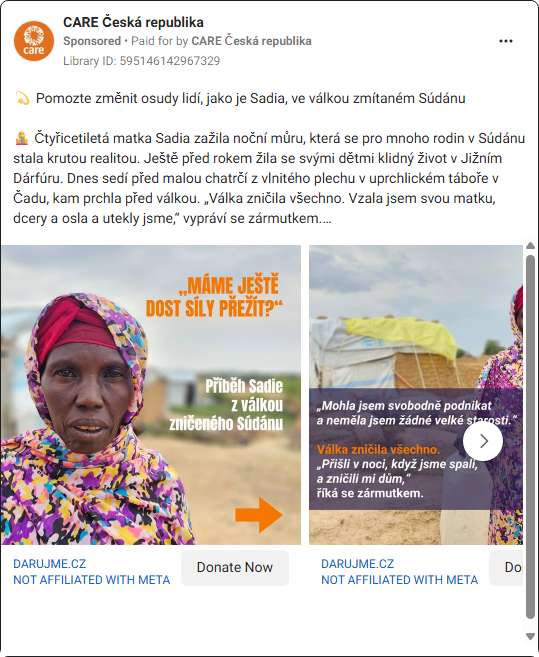 CARE Česká republika
Sponsored • Paid for by CARE Česká republika
Library ID: 595146142967329
care
💫 Pomozte změnit osudy lidí, jako je Sadia, ve válkou zmítaném Súdánu
Čtyřicetiletá matka Sadia zažila noční můru, která se pro mnoho rodin v Súdánu
stala krutou realitou. Ještě před rokem žila se svými dětmi klidný život v Jižním
Dárfúru. Dnes sedí před malou chatrčí z vlnitého plechu v uprchlickém táboře v
Čadu, kam prchla před válkou. „Válka zničila všechno. Vzala jsem svou matku,
dcery a osla a utekly jsme,“ vypráví se zármutkem.…
„MÁME JEŠTĚ
DOST SÍLY PŘEŽÍT?“
Příběh Sadie
z válkou
zničeného Súdánu
„Mohla jsem svobodně podnikat
a neměla jsem žádné velké starosti.“
Válka zničila všechno.
„Přišli v noci, když jsme spali,
a zničili mi dům,“
říká se zármutkem.
DARUJME.CZ
NOT AFFILIATED WITH META
Donate Now
DARUJME.CZ
NOT AFFILIATED WITH META
Do